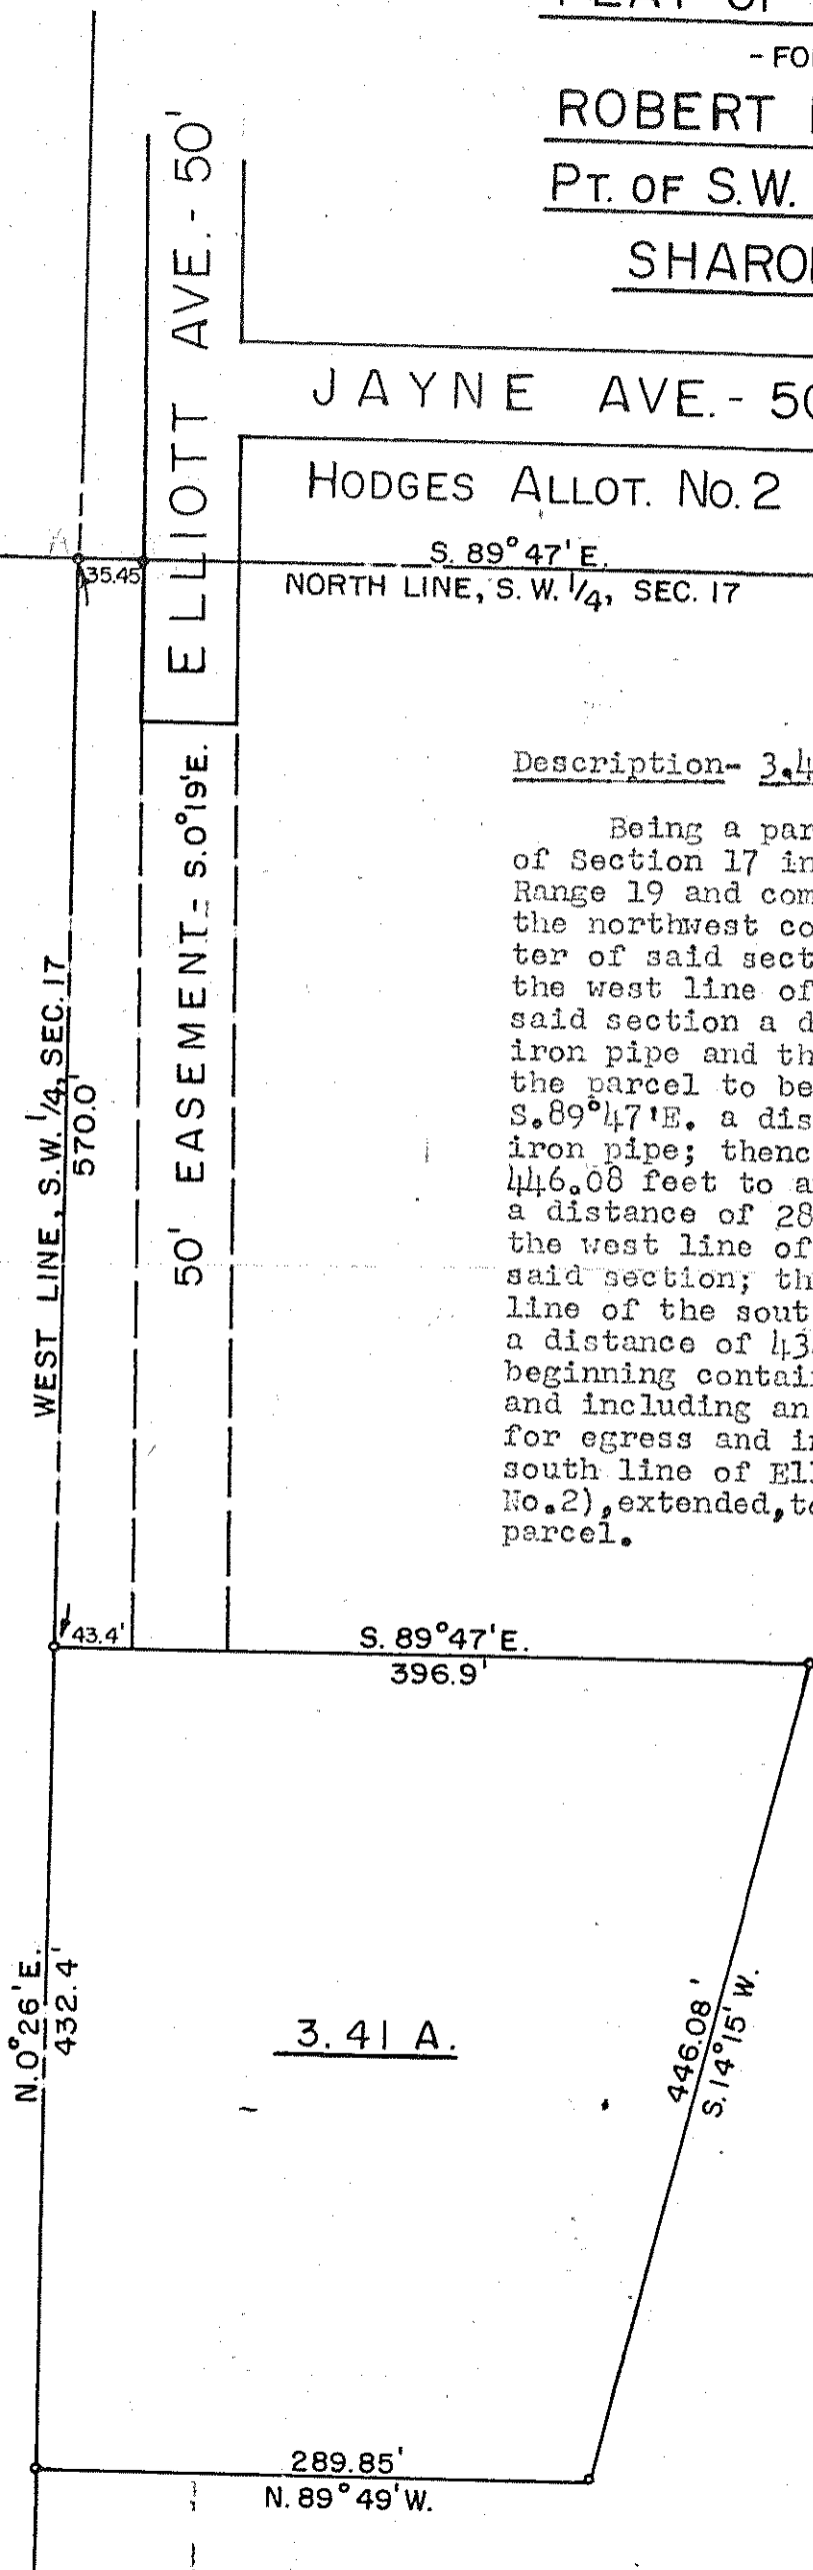 PLAT OF
- FO
ROBERT
PT. OF S.W.
SHARO
ELLIOTT AVE. - 50'
JAYNE AVE. - 50
HODGES ALLOT. No. 2
S. 89°47' E.
NORTH LINE, S. W. 1/4, SEC. 17
35.45
50' EASEMENT - S.0°19'E.
WEST LINE, S.W. 1/4, SEC. 17
570.0'
Description- 3.4
Being a par
of Section 17 in
Range 19 and com
the northwest co
ter of said sect
the west line of
said section a d
iron pipe and th
the parcel to be
S.89°47'E. a dis
iron pipe; thenc
446.08 feet to a
a distance of 28
the west line of
said section; th
line of the sout
a distance of 43
beginning contai
and including an
for egress and i
south line of El
No.2),extended,t
parcel.
43.4'
S. 89°47'E.
396.9'
N.0°26'E.
432.4'
3.41 A.
446.08'
S.14°15'W.
289.85'
N. 89°49'W.